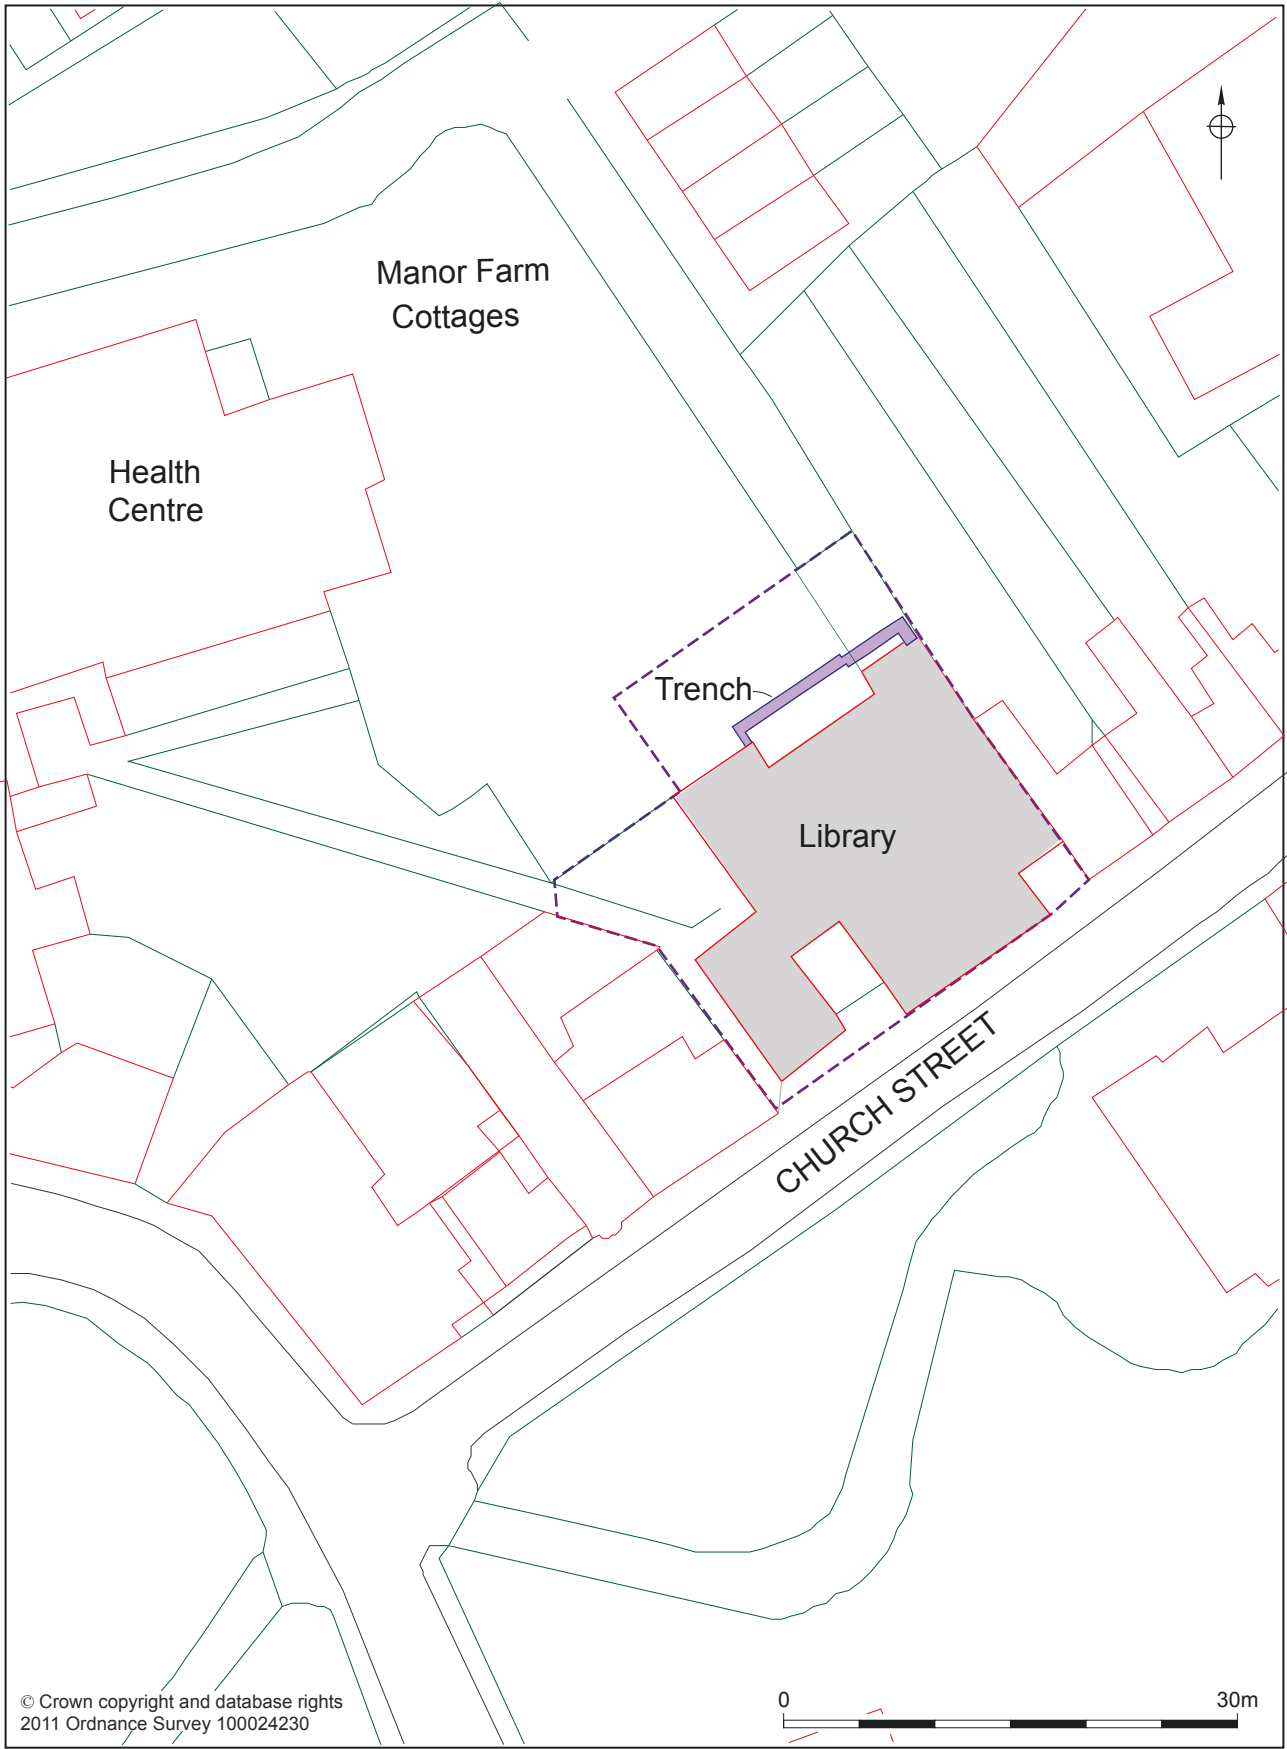 Manor Farm
Cottages
Health
Centre
Trench
Library
CHURCH STREET
© Crown copyright and database rights
2011 Ordnance Survey 100024230
0
30m